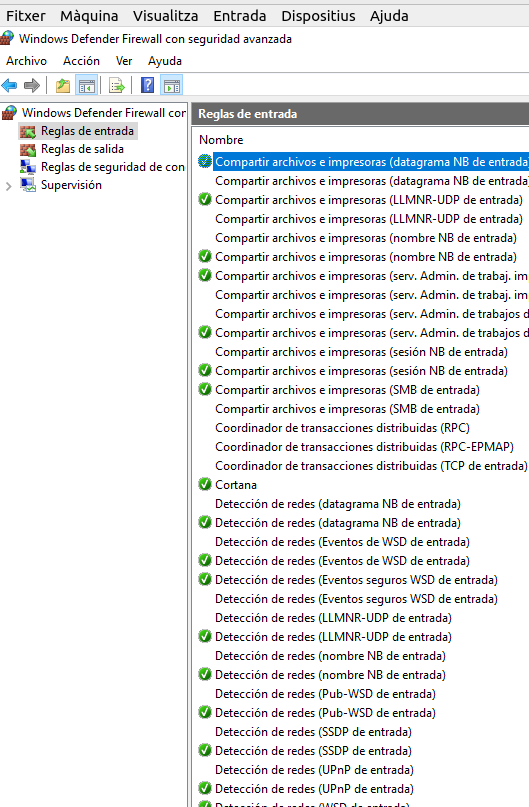 Fitxer Màquina Visualitza Entrada Dispositius Ajuda
Windows Defender Firewall con seguridad avanzada
Archivo Acción Ver Ayuda
Windows Defender Firewall cor
Reglas de entrada
Reglas de salida
Reglas de seguridad de con
Supervisión
Reglas de entrada
Nombre
Compartir archivos e impresoras (datagrama NB de entrada
Compartir archivos e impresoras (datagrama NB de entrada)
Compartir archivos e impresoras (LLMNR-UDP de entrada)
Compartir archivos e impresoras (LLMNR-UDP de entrada)
Compartir archivos e impresoras (nombre NB de entrada)
Compartir archivos e impresoras (nombre NB de entrada)
Compartir archivos e impresoras (serv. Admin. de trabaj. im
Compartir archivos e impresoras (serv. Admin. de trabaj. im
Compartir archivos e impresoras (serv. Admin. de trabajos d
Compartir archivos e impresoras (serv. Admin. de trabajos d
Compartir archivos e impresoras (sesión NB de entrada)
Compartir archivos e impresoras (sesión NB de entrada)
Compartir archivos e impresoras (SMB de entrada)
Compartir archivos e impresoras (SMB de entrada)
Coordinador de transacciones distribuidas (RPC)
Coordinador de transacciones distribuidas (RPC-EPMAP)
Coordinador de transacciones distribuidas (TCP de entrada)
Cortana
Detección de redes (datagrama NB de entrada)
Detección de redes (datagrama NB de entrada)
Detección de redes (Eventos de WSD de entrada)
Detección de redes (Eventos de WSD de entrada)
Detección de redes (Eventos seguros WSD de entrada)
Detección de redes (Eventos seguros WSD de entrada)
Detección de redes (LLMNR-UDP de entrada)
Detección de redes (LLMNR-UDP de entrada)
Detección de redes (nombre NB de entrada)
Detección de redes (nombre NB de entrada)
Detección de redes (Pub-WSD de entrada)
Detección de redes (Pub-WSD de entrada)
Detección de redes (SSDP de entrada)
Detección de redes (SSDP de entrada)
Detección de redes (UPnP de entrada)
Detección de redes (UPnP de entrada)
Detección de redes (WSD de entrada)